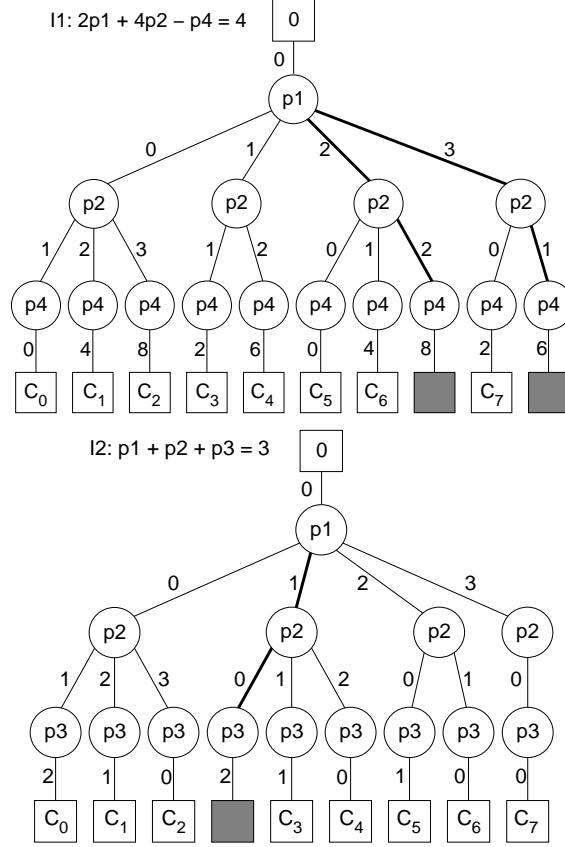 I1: 2p1 + 4p2 – p4 = 4 0
0
p1
0 1 2 3
p2 p2 p2 p2
1 2 3 1 2 0 1 2 0 1
p4 p4 p4 p4 p4 p4 p4 p4 p4 p4
0 4 8 2 6 0 4 8 2 6
C0 C1 C2 C3 C4 C5 C6 C7
I2: p1 + p2 + p3 = 3 0
0
p1
0 1 2 3
p2 p2 p2 p2
1 2 3 0 1 2 0 1 0
p3 p3 p3 p3 p3 p3 p3 p3 p3
2 1 0 2 1 0 1 0 0
C0 C1 C2 C3 C4 C5 C6 C7